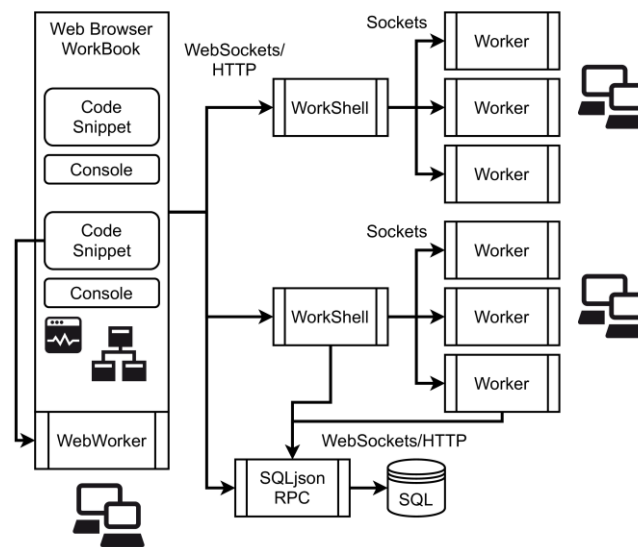 Web Browser
WorkBook
Code
Snippet
Console
Code
Snippet
Console
WebWorker
WebSockets/
HTTP
WorkShell
Sockets
Worker
Worker
Worker
WorkShell
Sockets
Worker
Worker
Worker
WebSockets/HTTP
SQLjson
RPC
SQL